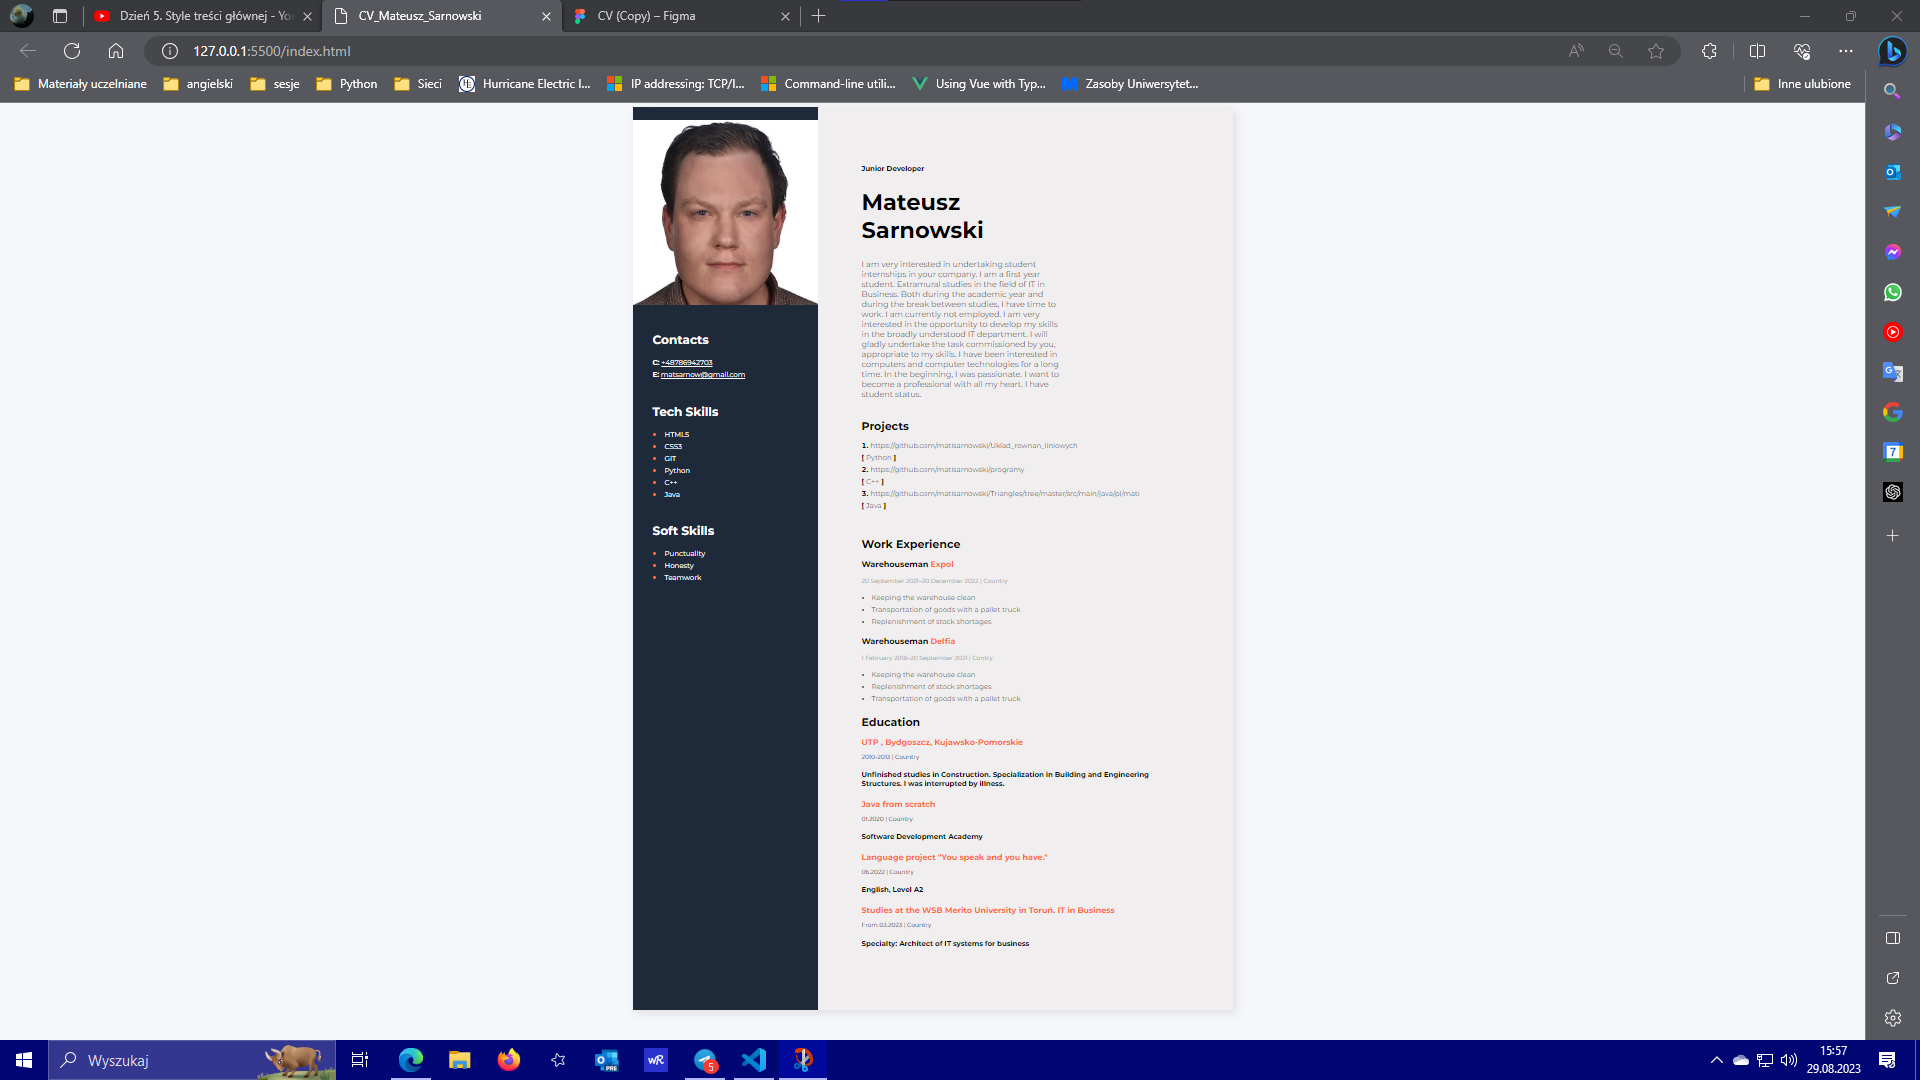 Dzień 5. Style treści głównej - Yo
CV_Mateusz_Sarnowski
CV (Copy) – Figma
127.0.0.1:5500/index.html
Materiały uczelniane
angielski
sesje
Python
Sieci
Hurricane Electric I...
IP addressing: TCP/I...
Command-line utili...
Using Vue with Typ...
Zasoby Uniwersytet...
Inne ulubione
Contacts
C: +48786942703
E: matsarnow@gmail.com
Tech Skills
HTML5
CSS3
GIT
Python
C++
Java
Soft Skills
Punctuality
Honesty
Teamwork
Junior Developer
Mateusz
Sarnowski
I am very interested in undertaking student
internships in your company. I am a first year
student. Extramural studies in the field of IT in
Business. Both during the academic year and
during the break between studies, I have time to
work. I am currently not employed. I am very
interested in the opportunity to develop my skills
in the broadly understood IT department. I will
gladly undertake the task commissioned by you,
appropriate to my skills. I have been interested in
computers and computer technologies for a long
time. In the beginning, I was passionate. I want to
become a professional with all my heart. I have
student status.
Projects
1. https://github.com/matisarnowski/Uklad_rownan_liniowych
[ Python ]
2. https://github.com/matisarnowski/programy
[ C++ ]
3. https://github.com/matisarnowski/Triangles/tree/master/src/main/java/pl/mati
[ Java ]
Work Experience
Warehouseman Expol
20 September 2021–30 December 2022 | Country
Keeping the warehouse clean
Transportation of goods with a pallet truck
Replenishment of stock shortages
Warehouseman Delfia
1 February 2018–20 September 2021 | Contry
Keeping the warehouse clean
Replenishment of stock shortages
Transportation of goods with a pallet truck
Education
UTP , Bydgoszcz, Kujawsko-Pomorskie
2010-2013 | Country
Unfinished studies in Construction. Specialization in Building and Engineering
Structures. I was interrupted by illness.
Java from scratch
01.2020 | Country
Software Development Academy
Language project "You speak and you have."
06.2022 | Country
English, Level A2
Studies at the WSB Merito University in Toruń. IT in Business
From 03.2023 | Country
Specialty: Architect of IT systems for business
7
Wyszukaj
PRE
wR
5
15:57
29.08.2023